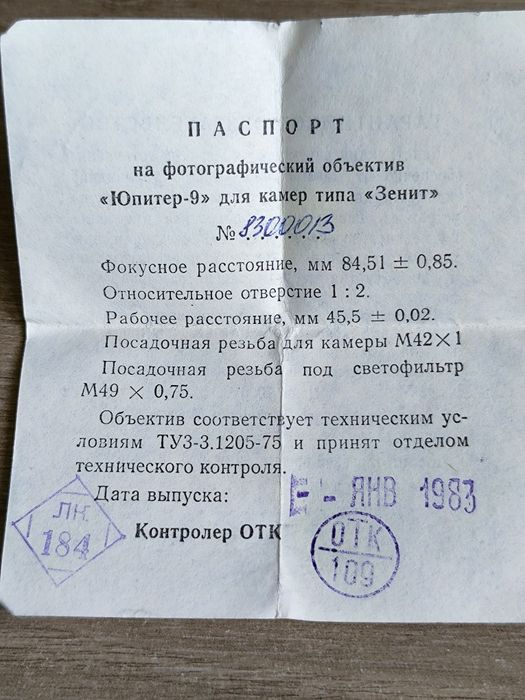 ПАСПОРТ
на фотографический объектив
«Юпитер-9» для камер типа «Зенит»
№ 8300013
Фокусное расстояние, мм 84,51 ± 0,85.
Относительное отверстие 1 : 2.
Рабочее расстояние, мм 45,5 ± 0,02.
Посадочная резьба для камеры М42×1
Посадочная резьба под светофильтр
М49 × 0,75.
Объектив соответствует техническим ус-
ловиям ТУ3-3.1205-75 и принят отделом
технического контроля.
Дата выпуска:
ЯНВ 1983
ЛН
184
Контролер ОТК
ОТК
109